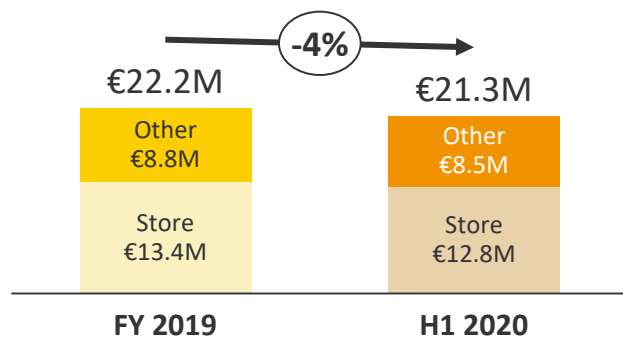 -4%
€22.2M
€21.3M
Other
€8.8M
Other
€8.5M
Store
€13.4M
Store
€12.8M
FY 2019
H1 2020